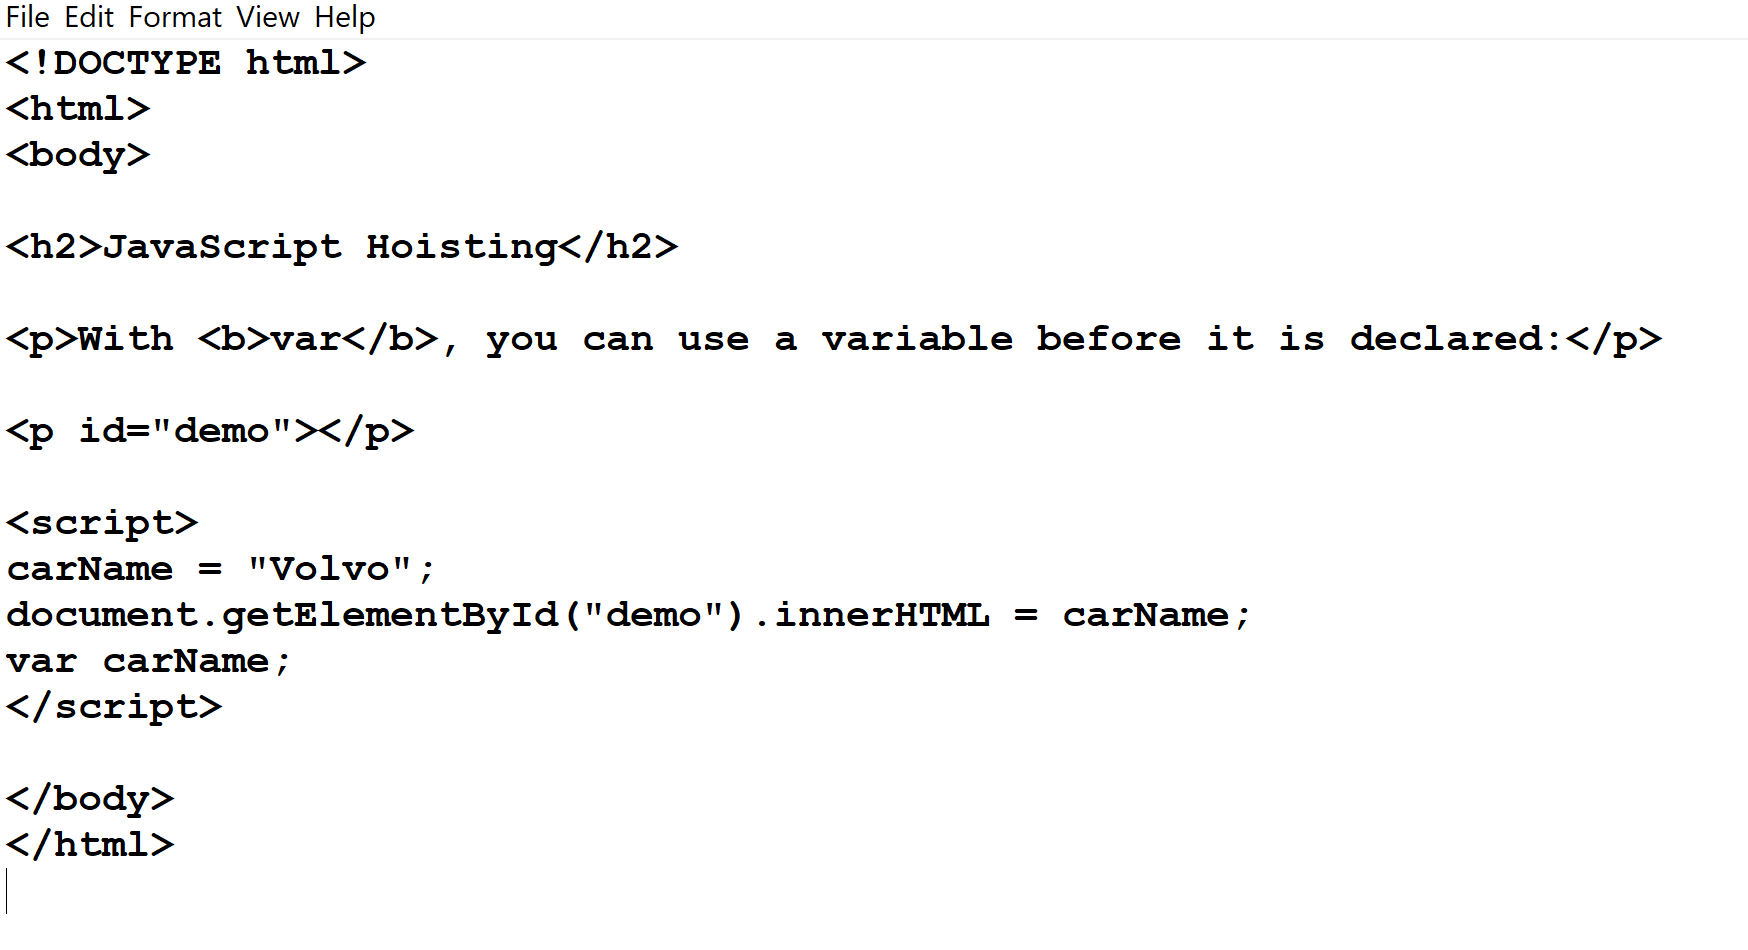 File Edit Format View Help
<!DOCTYPE html>
<html>
<body>
<h2>JavaScript Hoisting</h2>
<p>With <b>var</b>, you can use a variable before it is declared:</p>
<p id="demo"></p>
<script>
carName = "Volvo";
document.getElementById("demo").innerHTML = carName;
var carName;
</script>
</body>
</html>